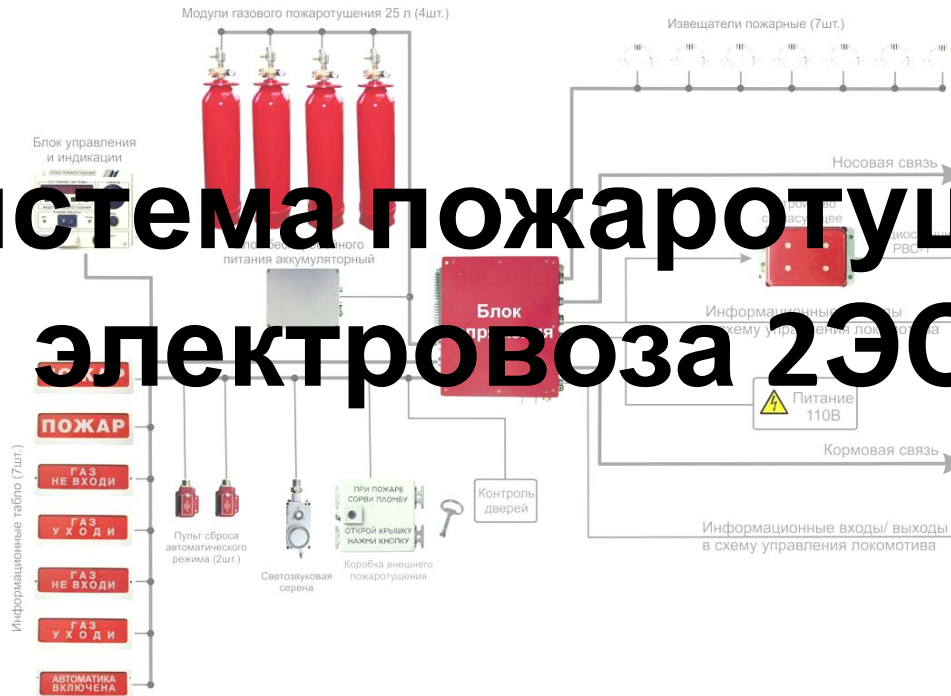 Модули газового пожаротушения 25 л (4шт.)
Извещатели пожарные (7шт.)
Блок управления
и индикации
Носовая связь
истема пожаротуш
питания аккумуляторный
Блок
Информационные
в схему управления локомотива
электровоза 2ЭС
Питание
110В
ПОЖАР
ГАЗ
НЕ ВХОДИ
ГАЗ
УХОДИ
ГАЗ
НЕ ВХОДИ
ГАЗ
УХОДИ
АВТОМАТИКА
ВКЛЮЧЕНА
Информационные табло (7шт.)
Пульт сброса
автоматического
режима (2шт.)
Светозвуковая
серена
ПРИ ПОЖАРЕ
СОРВИ ПЛОМБУ
ОТКРОЙ КРЫШКУ
НАЖМИ КНОПКУ
Коробка внешнего
пожаротушения
Контроль
дверей
Кормовая связь
Информационные входы/ выходы
в схему управления локомотива